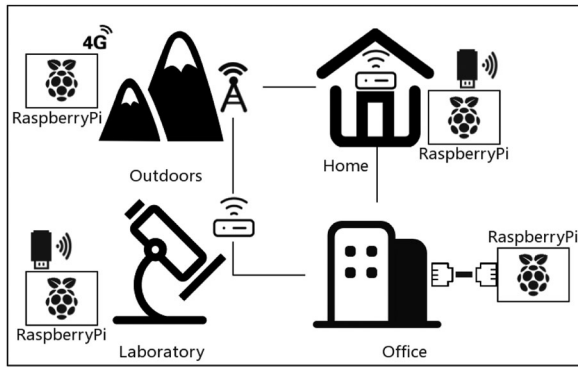 4G
RaspberryPi
Outdoors
Home
RaspberryPi
RaspberryPi
Laboratory
Office
RaspberryPi